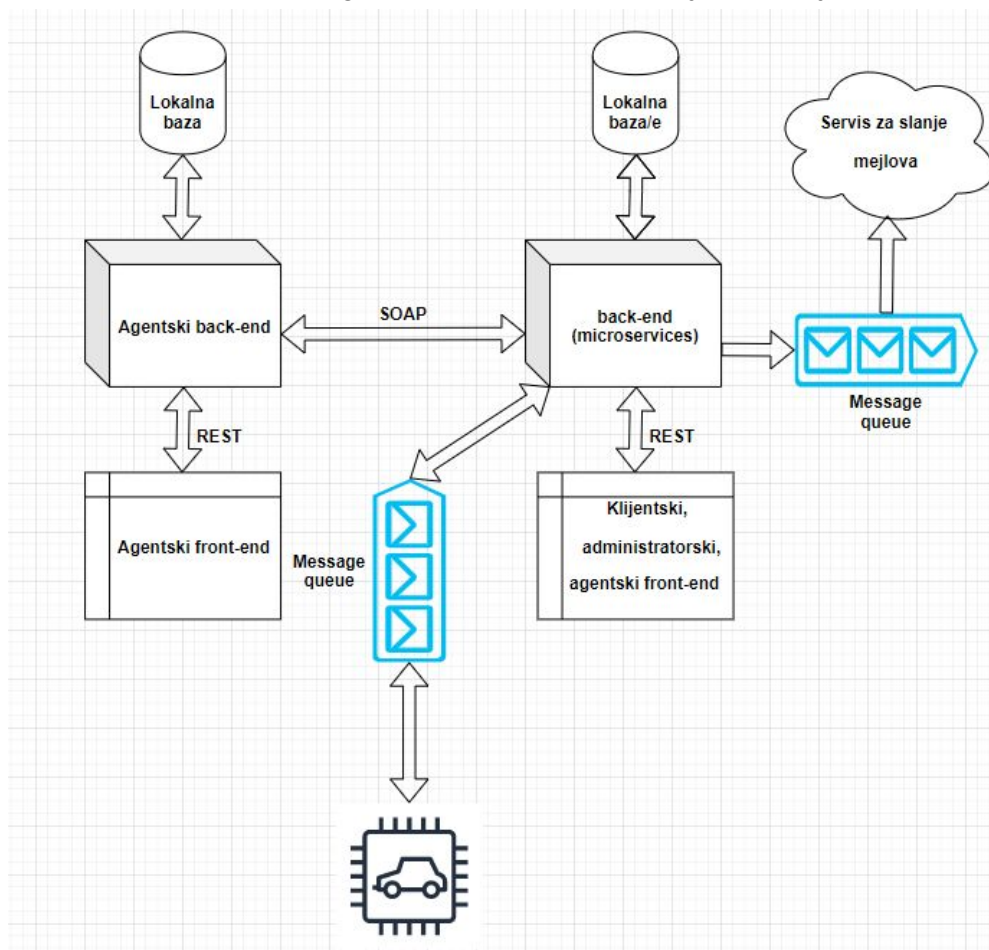 Lokalna
baza
Lokalna
baza/e
Servis za slanje
mejlova
Agentski back-end
SOAP
back-end
(microservices)
Message
queue
REST
REST
Agentski front-end
Message
queue
Klijentski,
administratorski,
agentski front-end